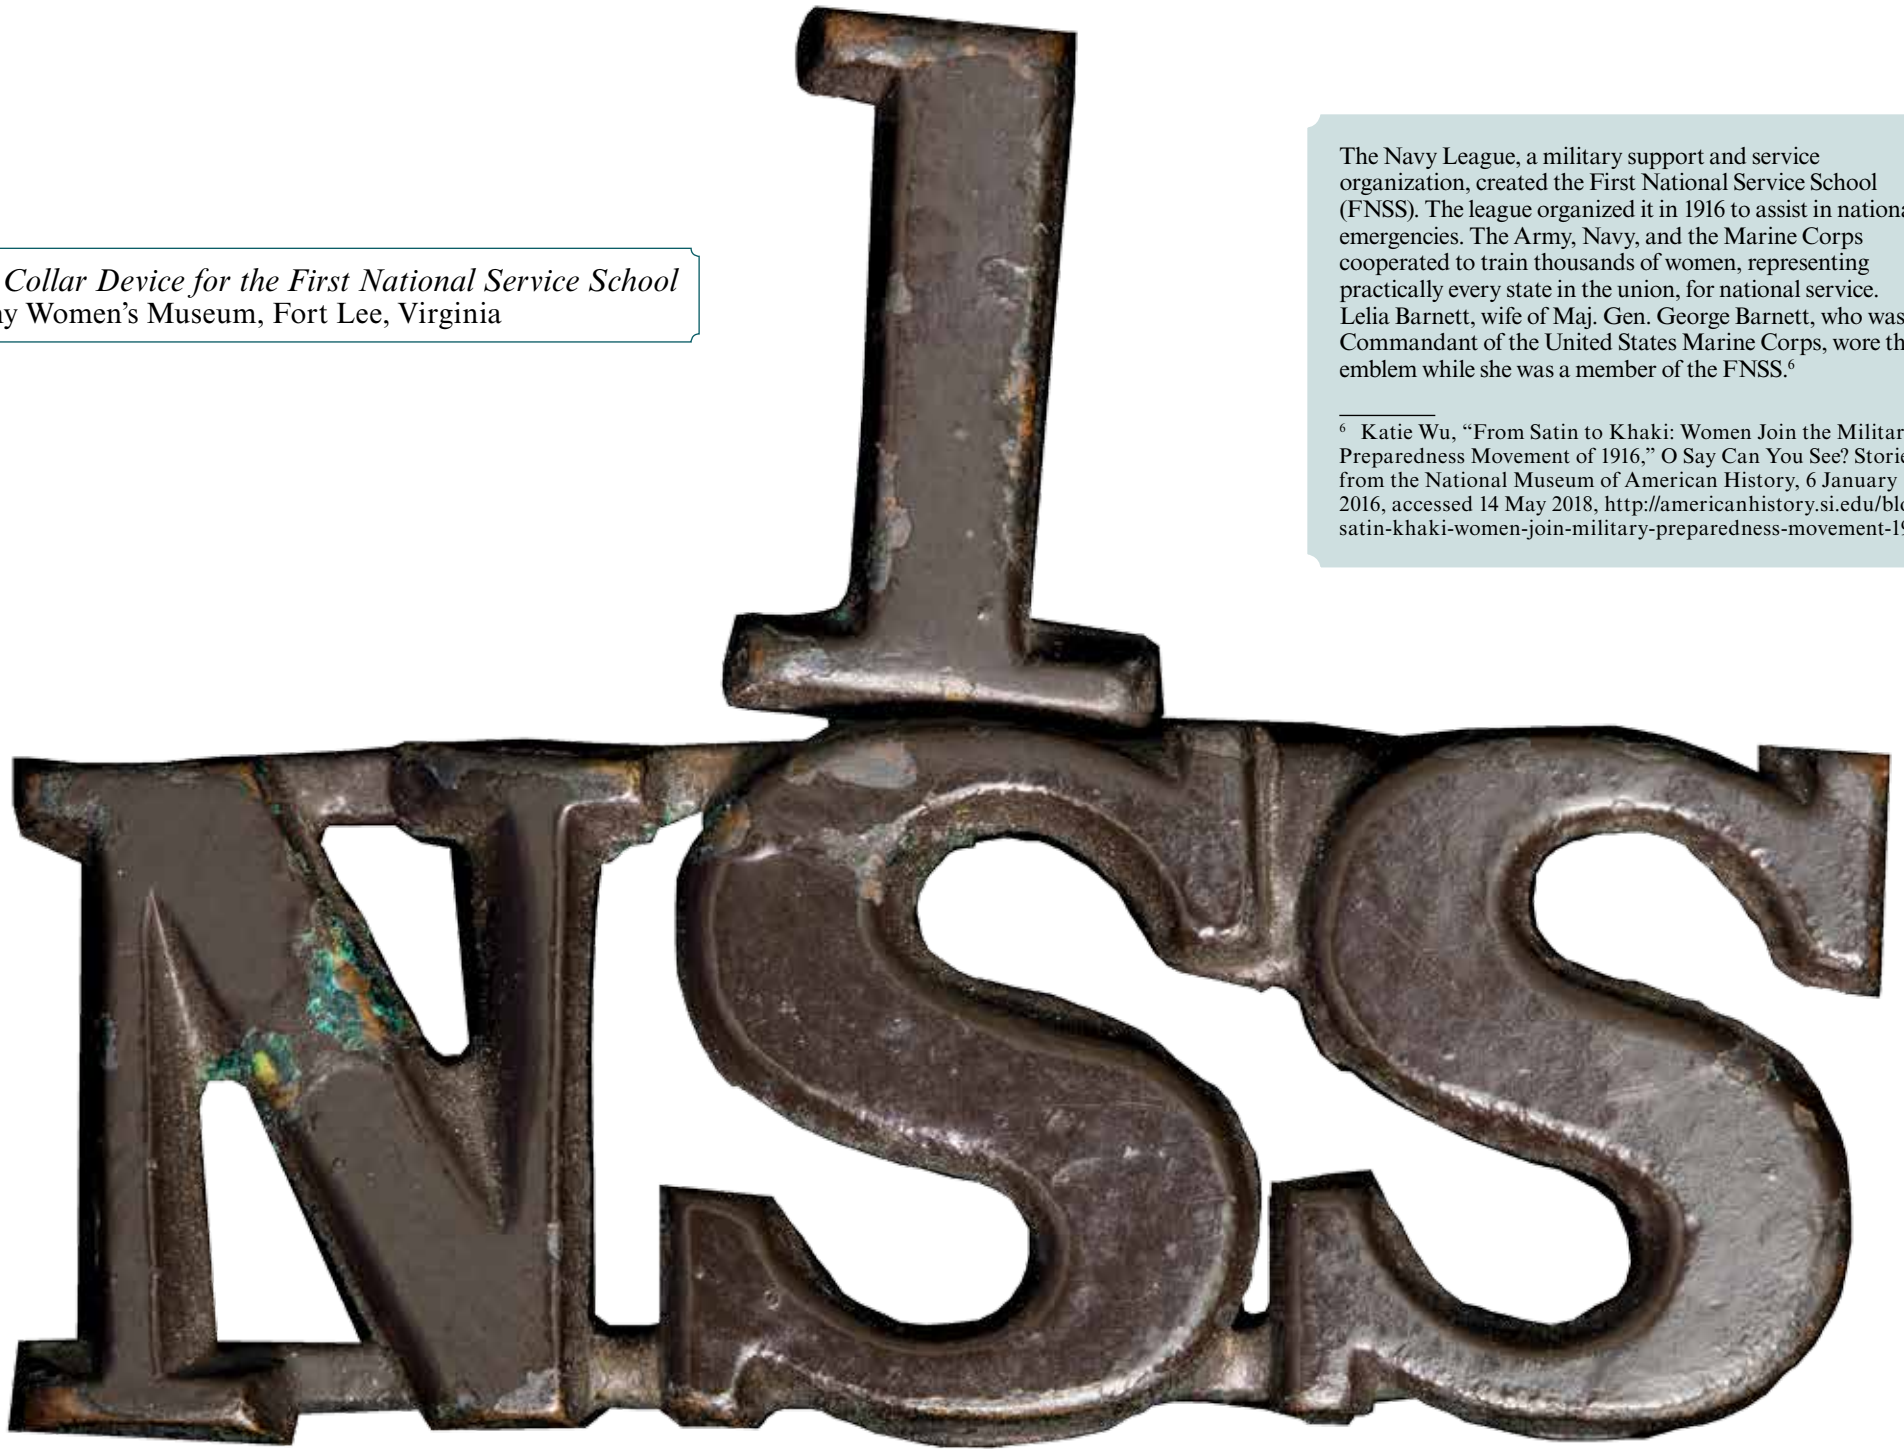 Collar Device for the First National Service School
Women’s Museum, Fort Lee, Virginia
1
NSS
The Navy League, a military support and service
organization, created the First National Service School
(FNSS). The league organized it in 1916 to assist in
emergencies. The Army, Navy, and the Marine Corps
cooperated to train thousands of women, representing
practically every state in the union, for national service.
Lelia Barnett, wife of Maj. Gen. George Barnett, who was
Commandant of the United States Marine Corps, wore
emblem while she was a member of the FNSS.⁶
⁶ Katie Wu, “From Satin to Khaki: Women Join the
Preparedness Movement of 1916,” O Say Can You See?
from the National Museum of American History, 6 January
2016, accessed 14 May 2018, http://americanhistory.si.edu/
satin-khaki-women-join-military-preparedness-movement-